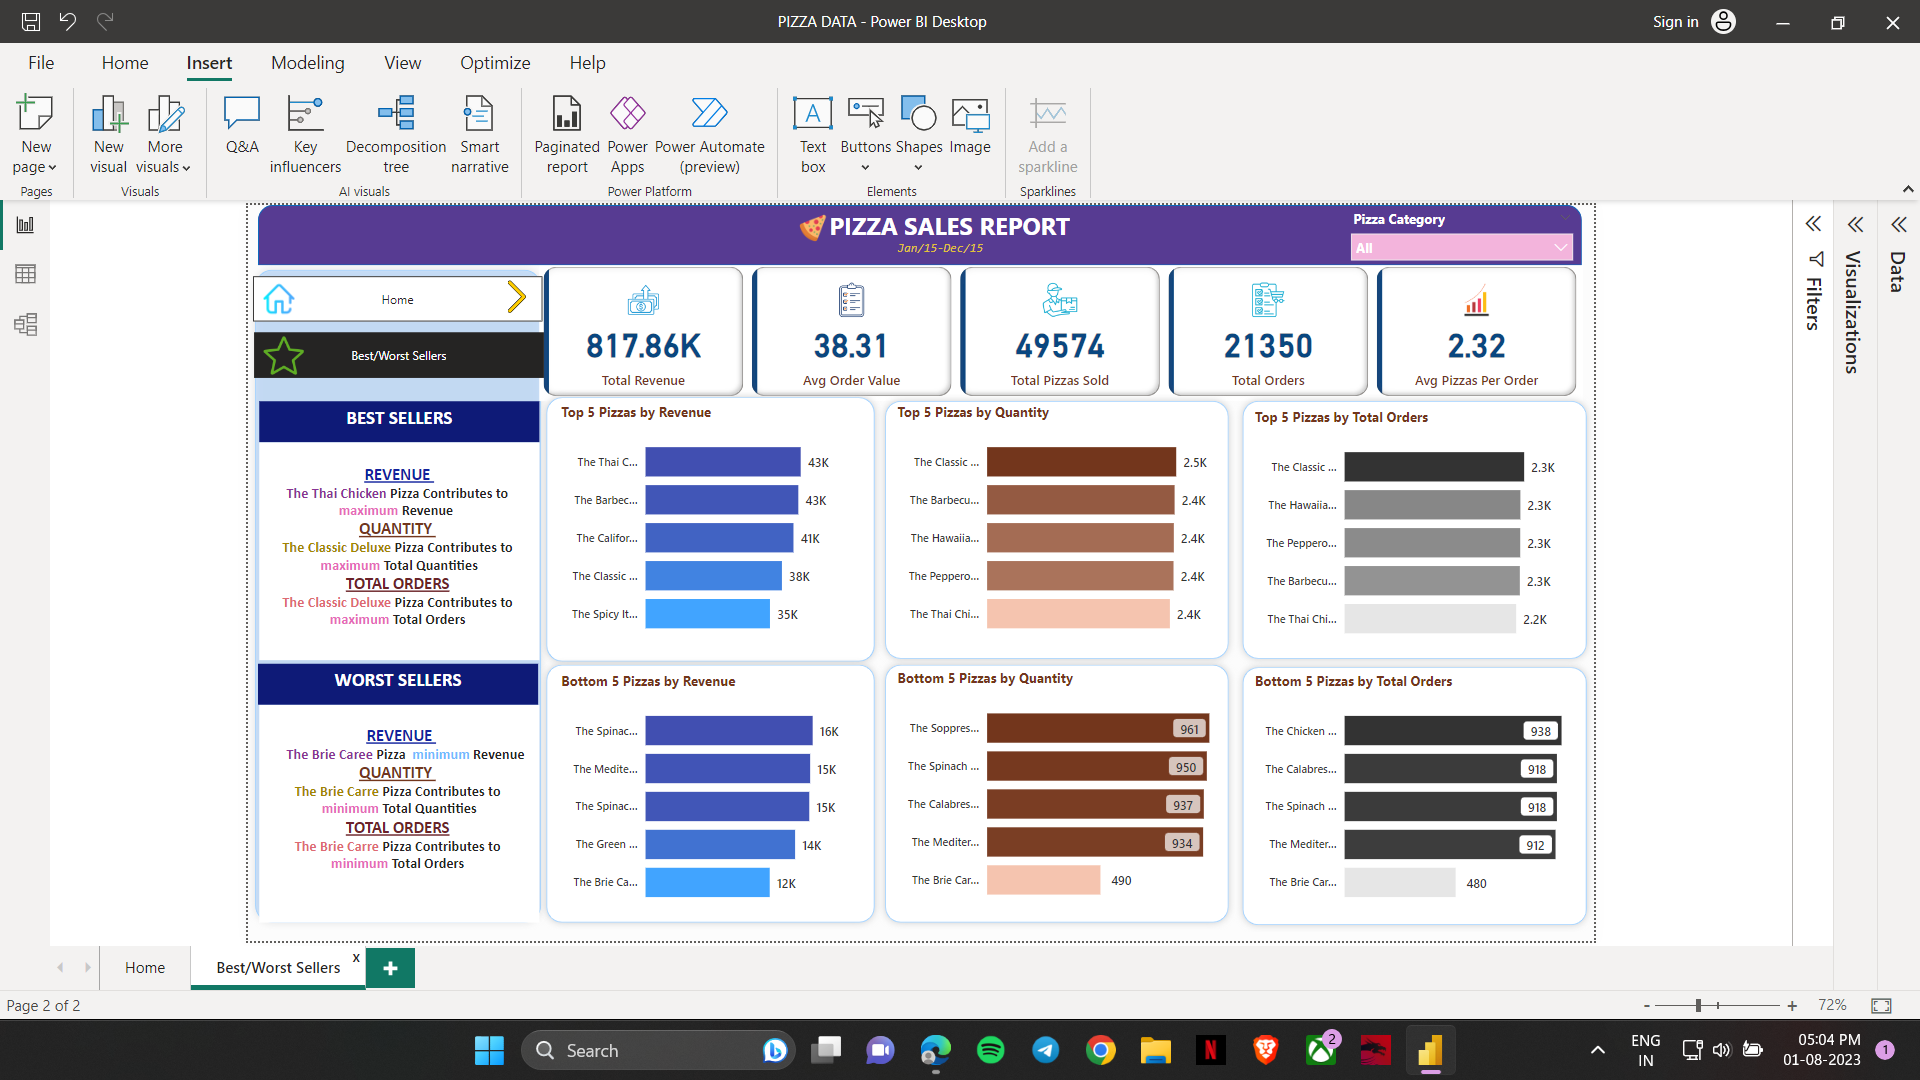 PIZZA DATA - Power BI Desktop
Sign in
File
Home
Insert
Modeling
View
Optimize
Help
New page
New visual
More visuals
Q&A
Key influencers
Decomposition tree
Smart narrative
Paginated report
Power Apps
Power Automate (preview)
Text box
Buttons
Shapes
Image
Add a sparkline
Pages
Visuals
AI visuals
Power Platform
Elements
Sparklines
PIZZA SALES REPORT
Jan/15-Dec/15
Pizza Category
All
Filters
Visualizations
Data
Home
Best/Worst Sellers
817.86K
Total Revenue
38.31
Avg Order Value
49574
Total Pizzas Sold
21350
Total Orders
2.32
Avg Pizzas Per Order
BEST SELLERS
REVENUE
The Thai Chicken Pizza Contributes to
maximum Revenue
QUANTITY
The Classic Deluxe Pizza Contributes to
maximum Total Quantities
TOTAL ORDERS
The Classic Deluxe Pizza Contributes to
maximum Total Orders
Top 5 Pizzas by Revenue
The Thai C... 43K
The Barbec... 43K
The Califor... 41K
The Classic ... 38K
The Spicy It... 35K
Top 5 Pizzas by Quantity
The Classic ... 2.5K
The Barbecu... 2.4K
The Hawaiia... 2.4K
The Peppero... 2.4K
The Thai Chi... 2.4K
Top 5 Pizzas by Total Orders
The Classic ... 2.3K
The Hawaiia... 2.3K
The Peppero... 2.3K
The Barbecu... 2.3K
The Thai Chi... 2.2K
WORST SELLERS
REVENUE
The Brie Caree Pizza minimum Revenue
QUANTITY
The Brie Carre Pizza Contributes to
minimum Total Quantities
TOTAL ORDERS
The Brie Carre Pizza Contributes to
minimum Total Orders
Bottom 5 Pizzas by Revenue
The Spinac... 16K
The Medite... 15K
The Spinac... 15K
The Green ... 14K
The Brie Ca... 12K
Bottom 5 Pizzas by Quantity
The Soppres... 961
The Spinach ... 950
The Calabres... 937
The Mediter... 934
The Brie Car... 490
Bottom 5 Pizzas by Total Orders
The Chicken ... 938
The Calabres... 918
The Spinach ... 918
The Mediter... 912
The Brie Car... 480
Home
Best/Worst Sellers
x
+
Page 2 of 2
- + 72%
Search
2
N
ENG
IN
05:04 PM
01-08-2023
1